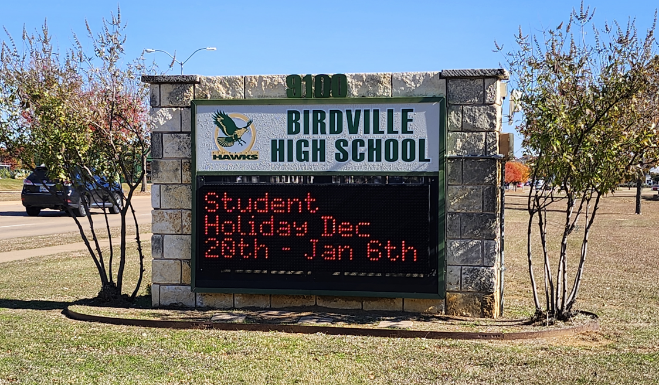 9100
BIRDVILLE
HIGH SCHOOL
HAWKS
Student
Holiday Dec
20th - Jan 6th